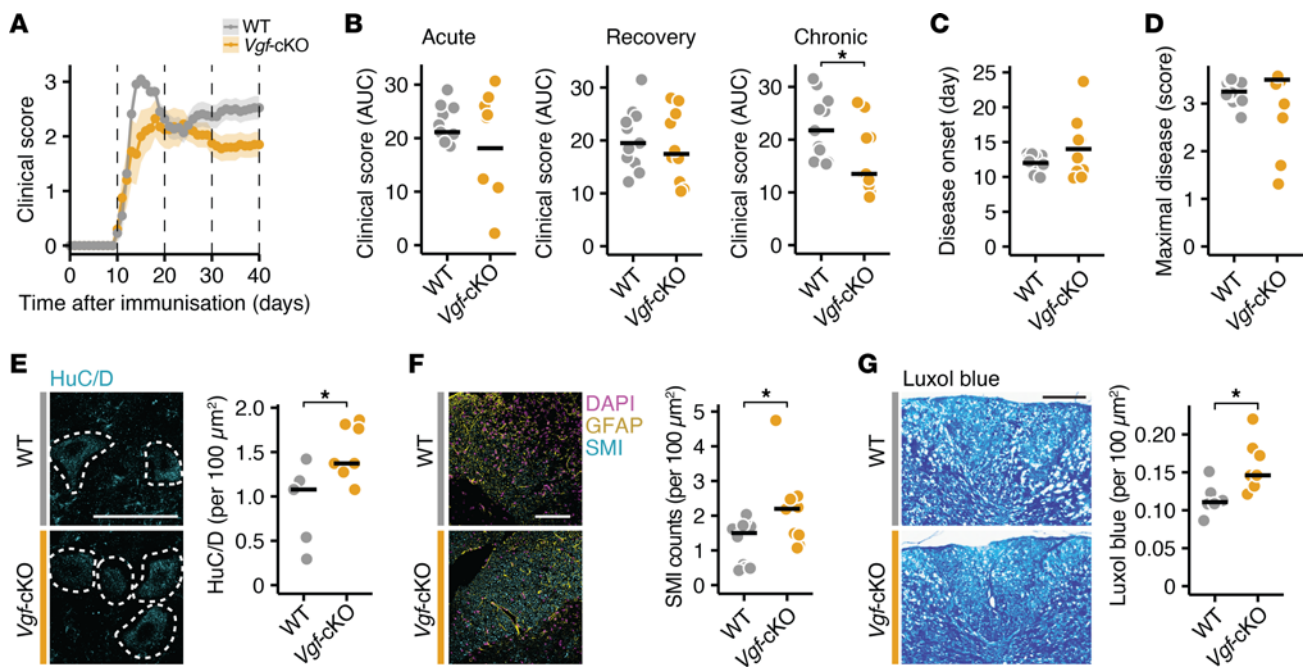 A
WT
Vgf-cKO
Clinical score
3
2
1
0
0 10 20 30 40
Time after immunisation (days)
B
Acute
Clinical score (AUC)
30
20
10
0
WT
Vgf-cKO
Recovery
Clinical score (AUC)
30
20
10
0
WT
Vgf-cKO
Chronic
*
Clinical score (AUC)
30
20
10
0
WT
Vgf-cKO
C
Disease onset (day)
25
20
15
10
5
0
WT
Vgf-cKO
D
Maximal disease (score)
3
2
1
0
WT
Vgf-cKO
E
HuC/D
WT
Vgf-cKO
*
HuC/D (per 100 μm²)
2.0
1.5
1.0
0.5
0
WT
Vgf-cKO
F
WT
Vgf-cKO
DAPI
GFAP
SMI
*
SMI counts (per 100 μm²)
5
4
3
2
1
0
WT
Vgf-cKO
G
Luxol blue
WT
Vgf-cKO
*
Luxol blue (per 100 μm²)
0.20
0.15
0.10
0.05
0
WT
Vgf-cKO